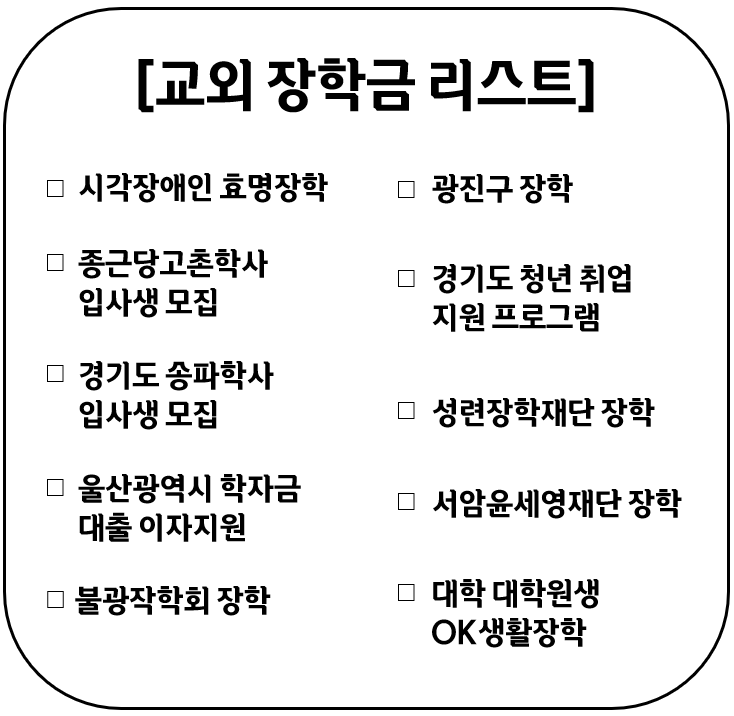 [교외 장학금 리스트]
□ 시각장애인 효명장학
□ 종근당고촌학사
입사생 모집
□ 경기도 송파학사
입사생 모집
□ 울산광역시 학자금
대출 이자지원
□ 불광작학회 장학
□ 광진구 장학
□ 경기도 청년 취업
지원 프로그램
□ 성련장학재단 장학
□ 서암윤세영재단 장학
□ 대학 대학원생
OK생활장학